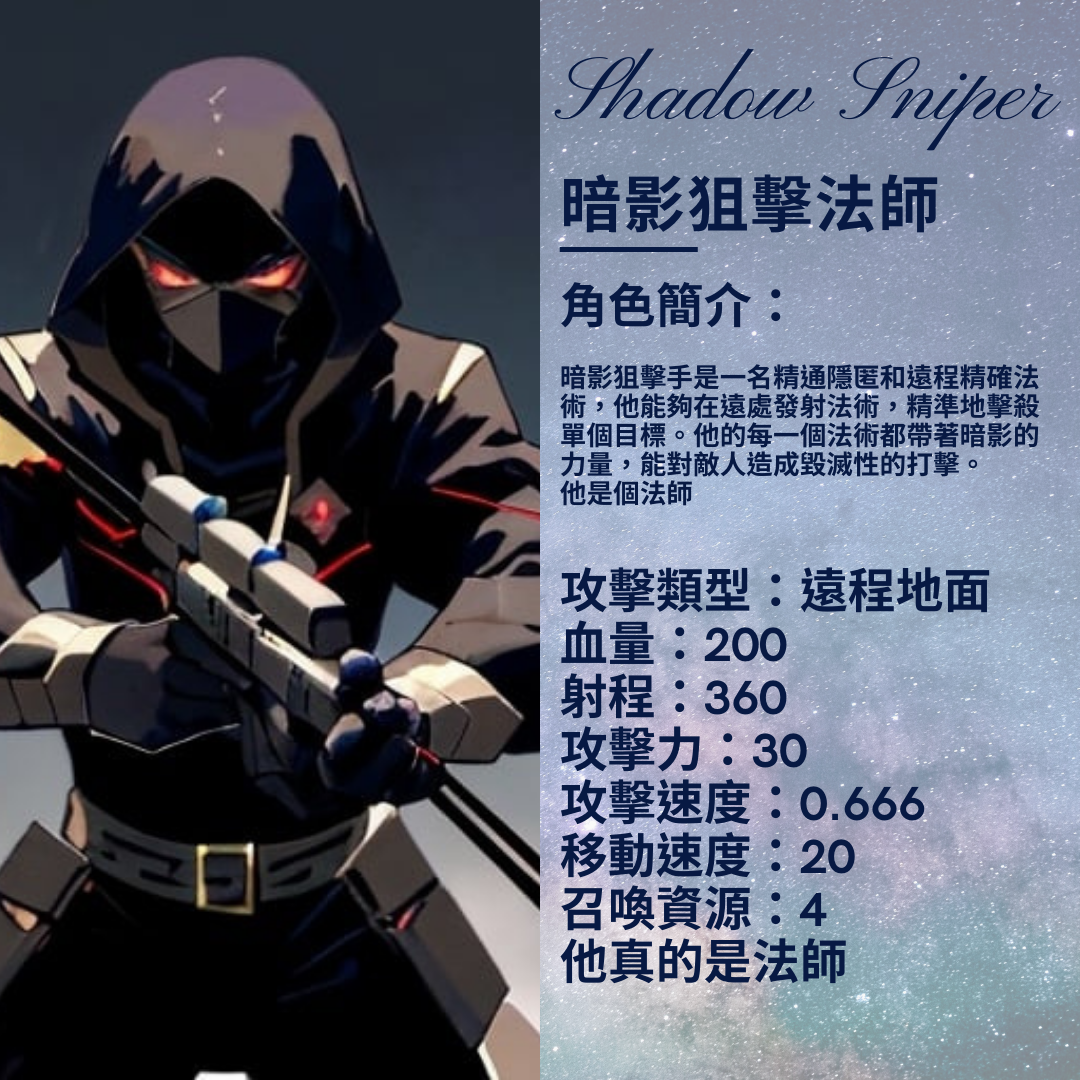 Shadow Sniper
暗影狙擊法師
角色簡介：
暗影狙擊手是一名精通隱匿和遠程精確法
術，他能夠在遠處發射法術，精準地擊殺
單個目標。他的每一個法術都帶著暗影的
力量，能對敵人造成毀滅性的打擊。
他是個法師
攻擊類型：遠程地面
血量：200
射程：360
攻擊力：30
攻擊速度：0.666
移動速度：20
召喚資源：4
他真的是法師